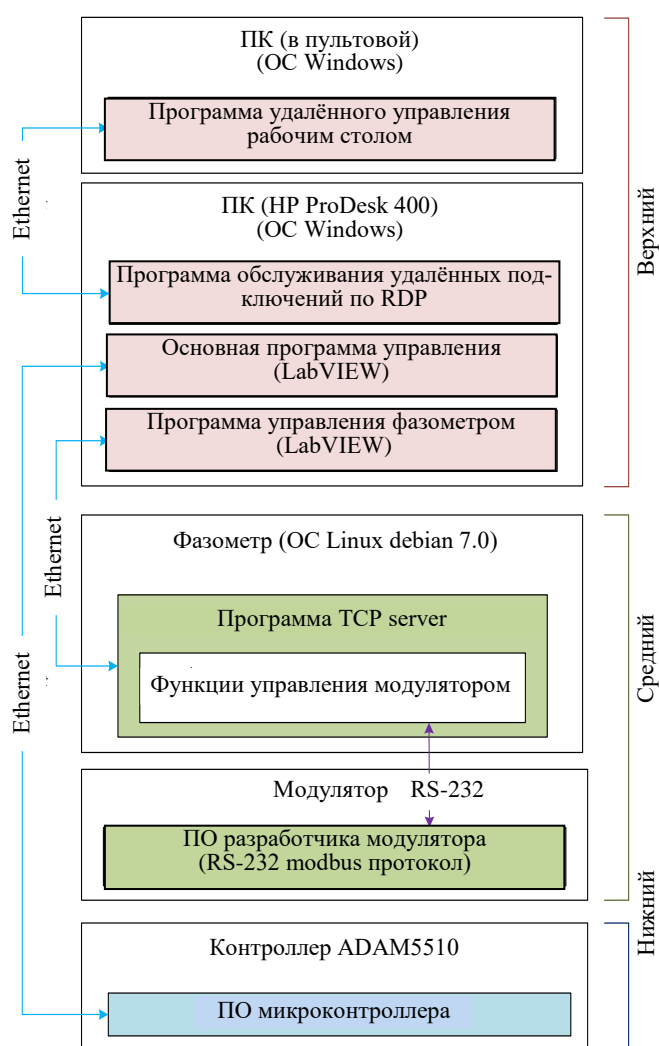 ПК (в пультовой)
(ОС Windows)
Программа удалённого управления
рабочим столом
Ethernet
ПК (HP ProDesk 400)
(ОС Windows)
Программа обслуживания удалённых под-
ключений по RDP
Основная программа управления
(LabVIEW)
Программа управления фазометром
(LabVIEW)
Верхний
Ethernet
Ethernet
Фазометр (ОС Linux debian 7.0)
Программа TCP server
Функции управления модулятором
Модулятор RS-232
ПО разработчика модулятора
(RS-232 modbus протокол)
Средний
Контроллер ADAM5510
ПО микроконтроллера
Нижний